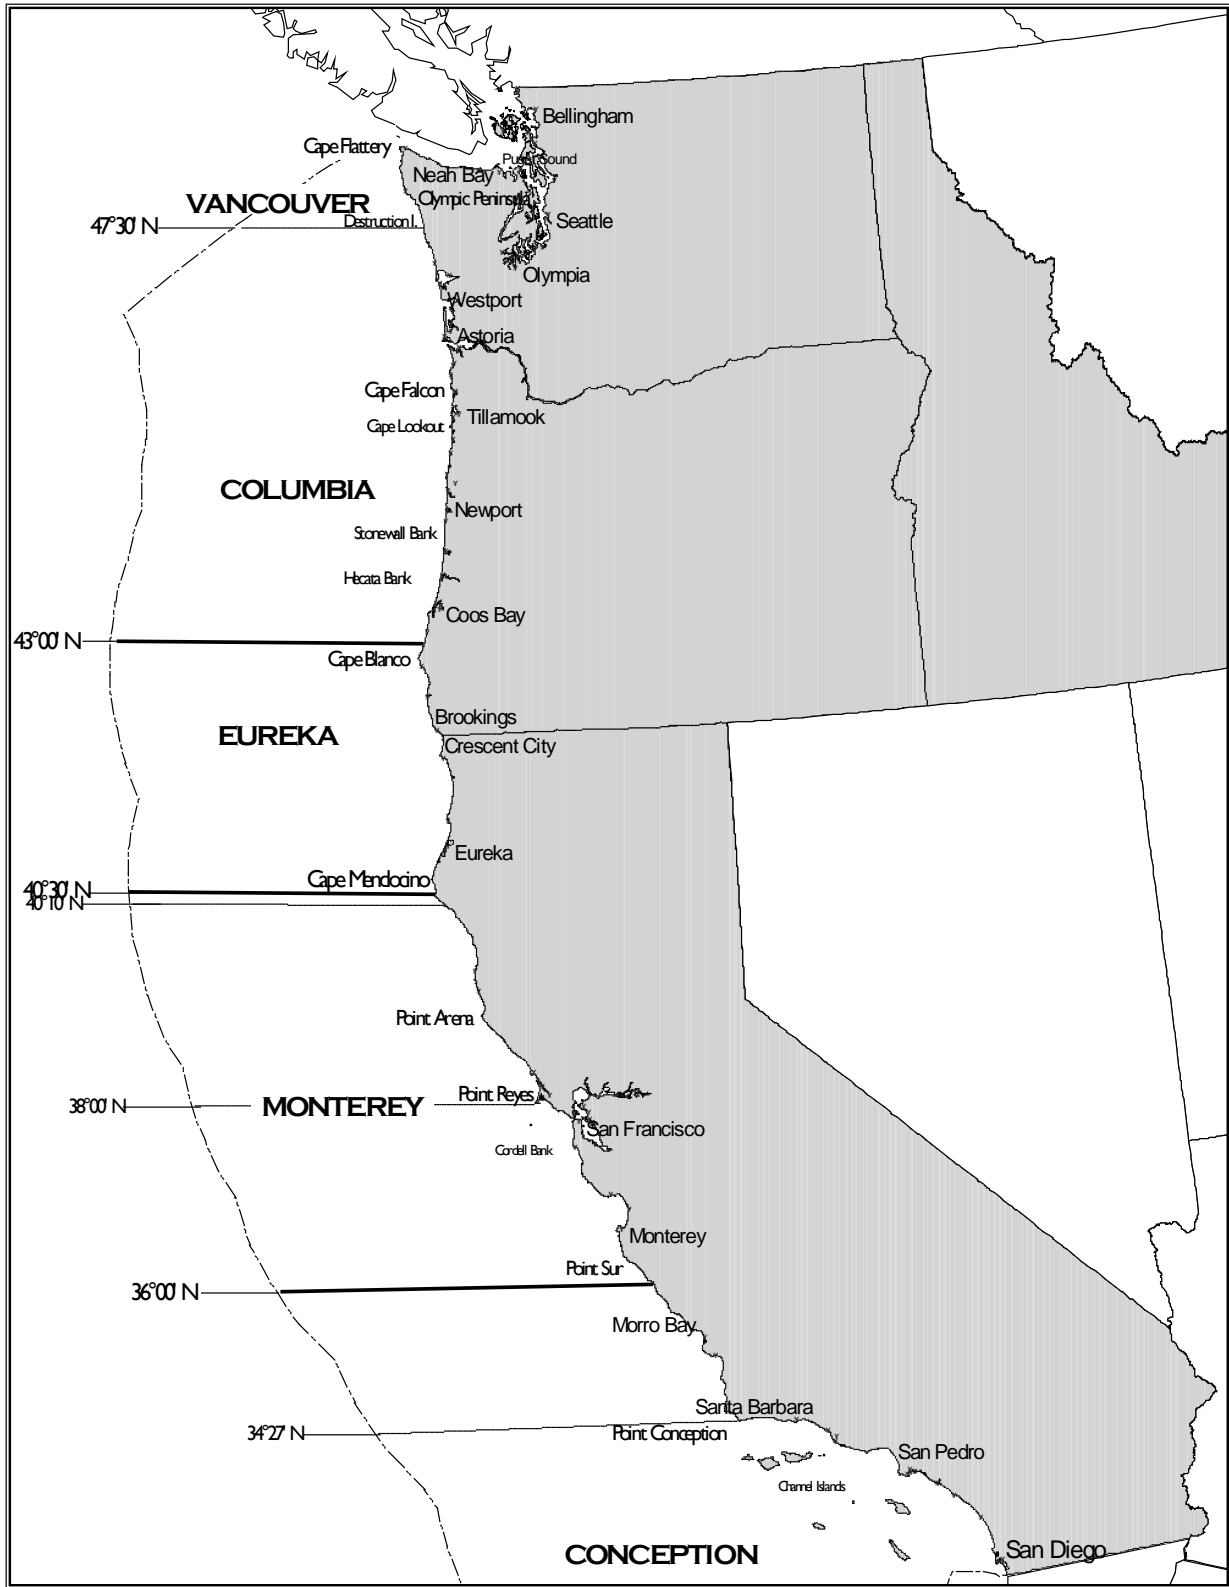 Bellingham
Cape Flattery
Puget Sound
Neah Bay
Olympic Peninsula
VANCOUVER
Destruction I.
Seattle
47°30' N
Olympia
Westport
Astoria
Cape Falcon
Tillamook
Cape Lookout
COLUMBIA
Newport
Stonewall Bank
Hecata Bank
Coos Bay
43°00' N
Cape Blanco
Brookings
EUREKA
Crescent City
Eureka
Cape Mendocino
40°30' N
40°10' N
Point Arena
Point Reyes
38°00' N
MONTEREY
San Francisco
Cordell Bank
Monterey
Point Sur
36°00' N
Morro Bay
Santa Barbara
34°27' N
Point Conception
San Pedro
Channel Islands
San Diego
CONCEPTION